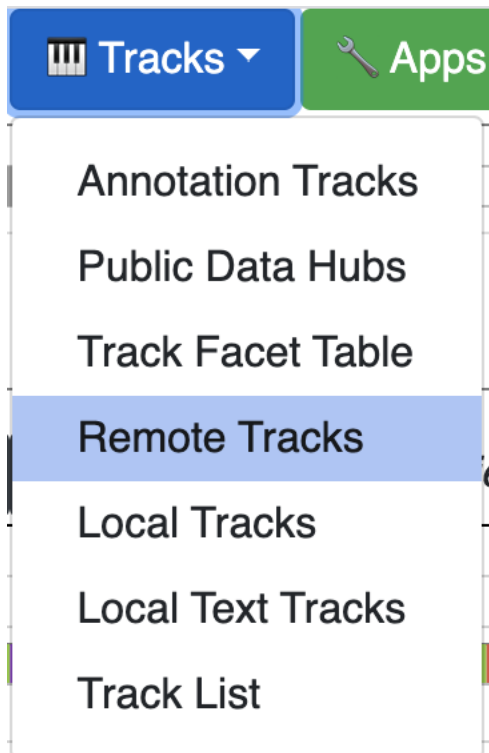 Tracks Apps
Annotation Tracks
Public Data Hubs
Track Facet Table
Remote Tracks
Local Tracks
Local Text Tracks
Track List